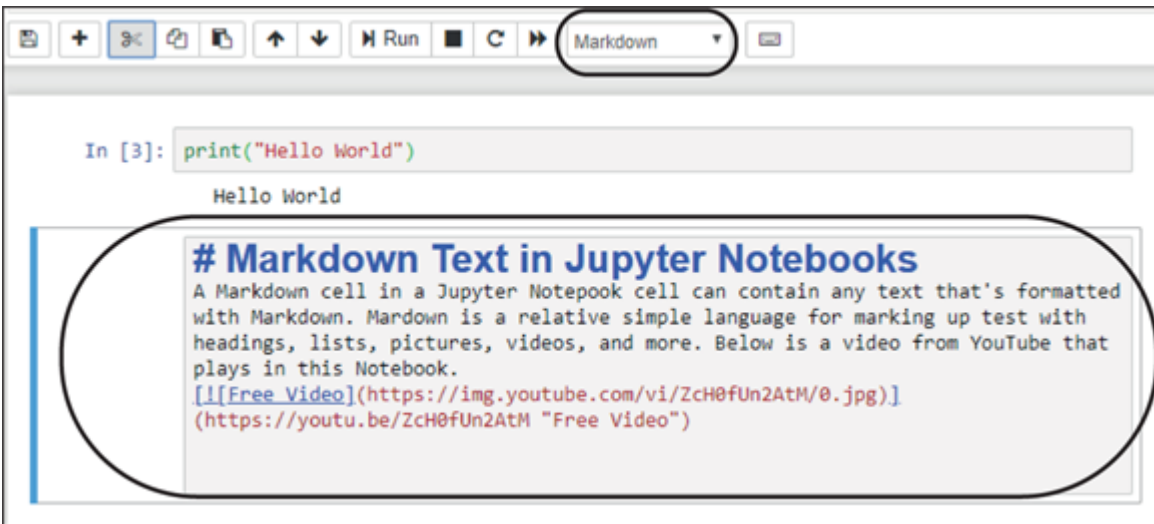 Run Markdown
In [3]: print("Hello World")
Hello World
# Markdown Text in Jupyter Notebooks
A Markdown cell in a Jupyter Notepook cell can contain any text that's formatted
with Markdown. Mardown is a relative simple language for marking up test with
headings, lists, pictures, videos, and more. Below is a video from YouTube that
plays in this Notebook.
[![Free Video](https://img.youtube.com/vi/ZcH0fUn2AtM/0.jpg)]
(https://youtu.be/ZcH0fUn2AtM "Free Video")